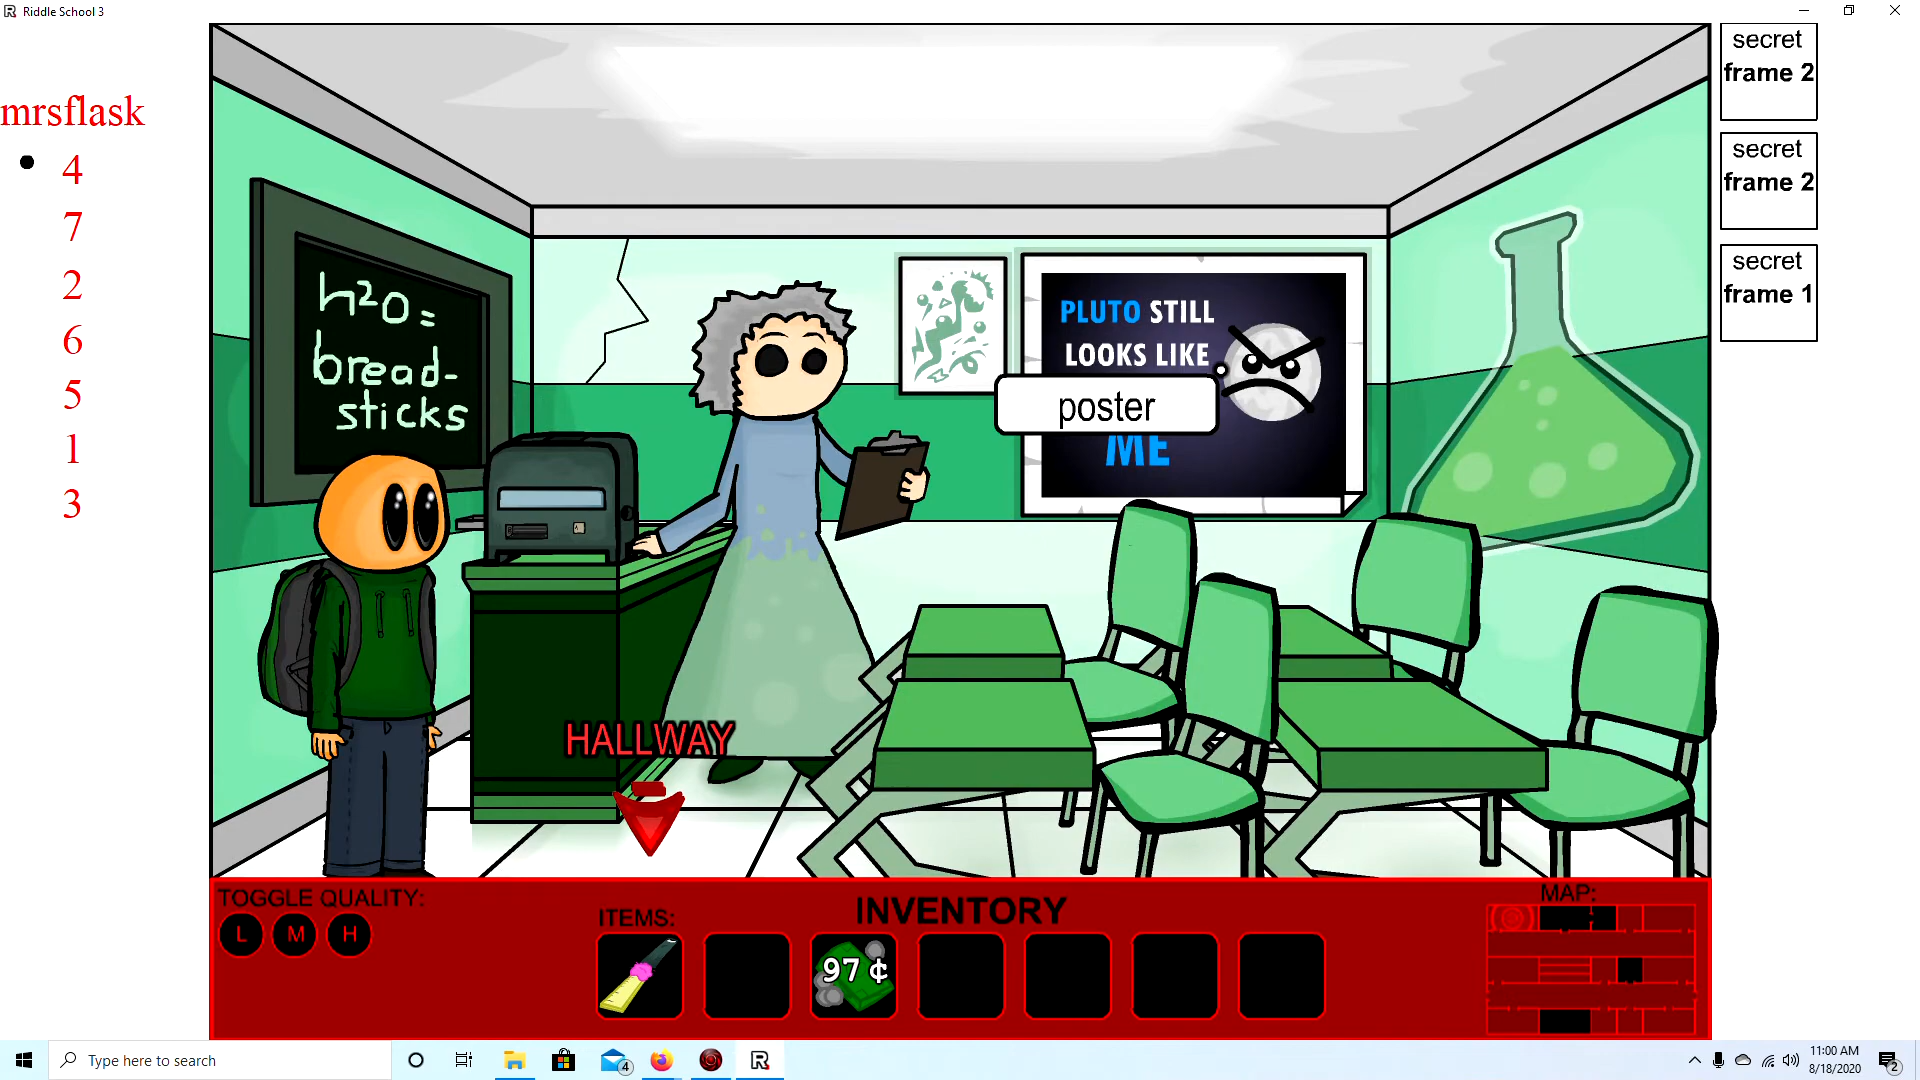 Riddle School 3
mrsflask
4
7
2
6
5
1
3
h2o =
bread-
sticks
PLUTO STILL
LOOKS LIKE
poster
ME
secret
frame 2
secret
frame 2
secret
frame 1
HALLWAY
TOGGLE QUALITY:
L M H
INVENTORY
ITEMS:
97 ¢
MAP:
Type here to search
4
11:00 AM
8/18/2020
2